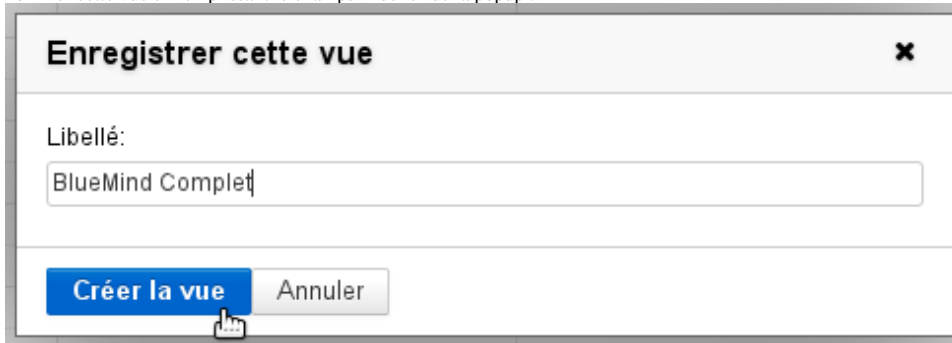 Enregistrer cette vue
Libellé:
BlueMind Complet
Créer la vue
Annuler